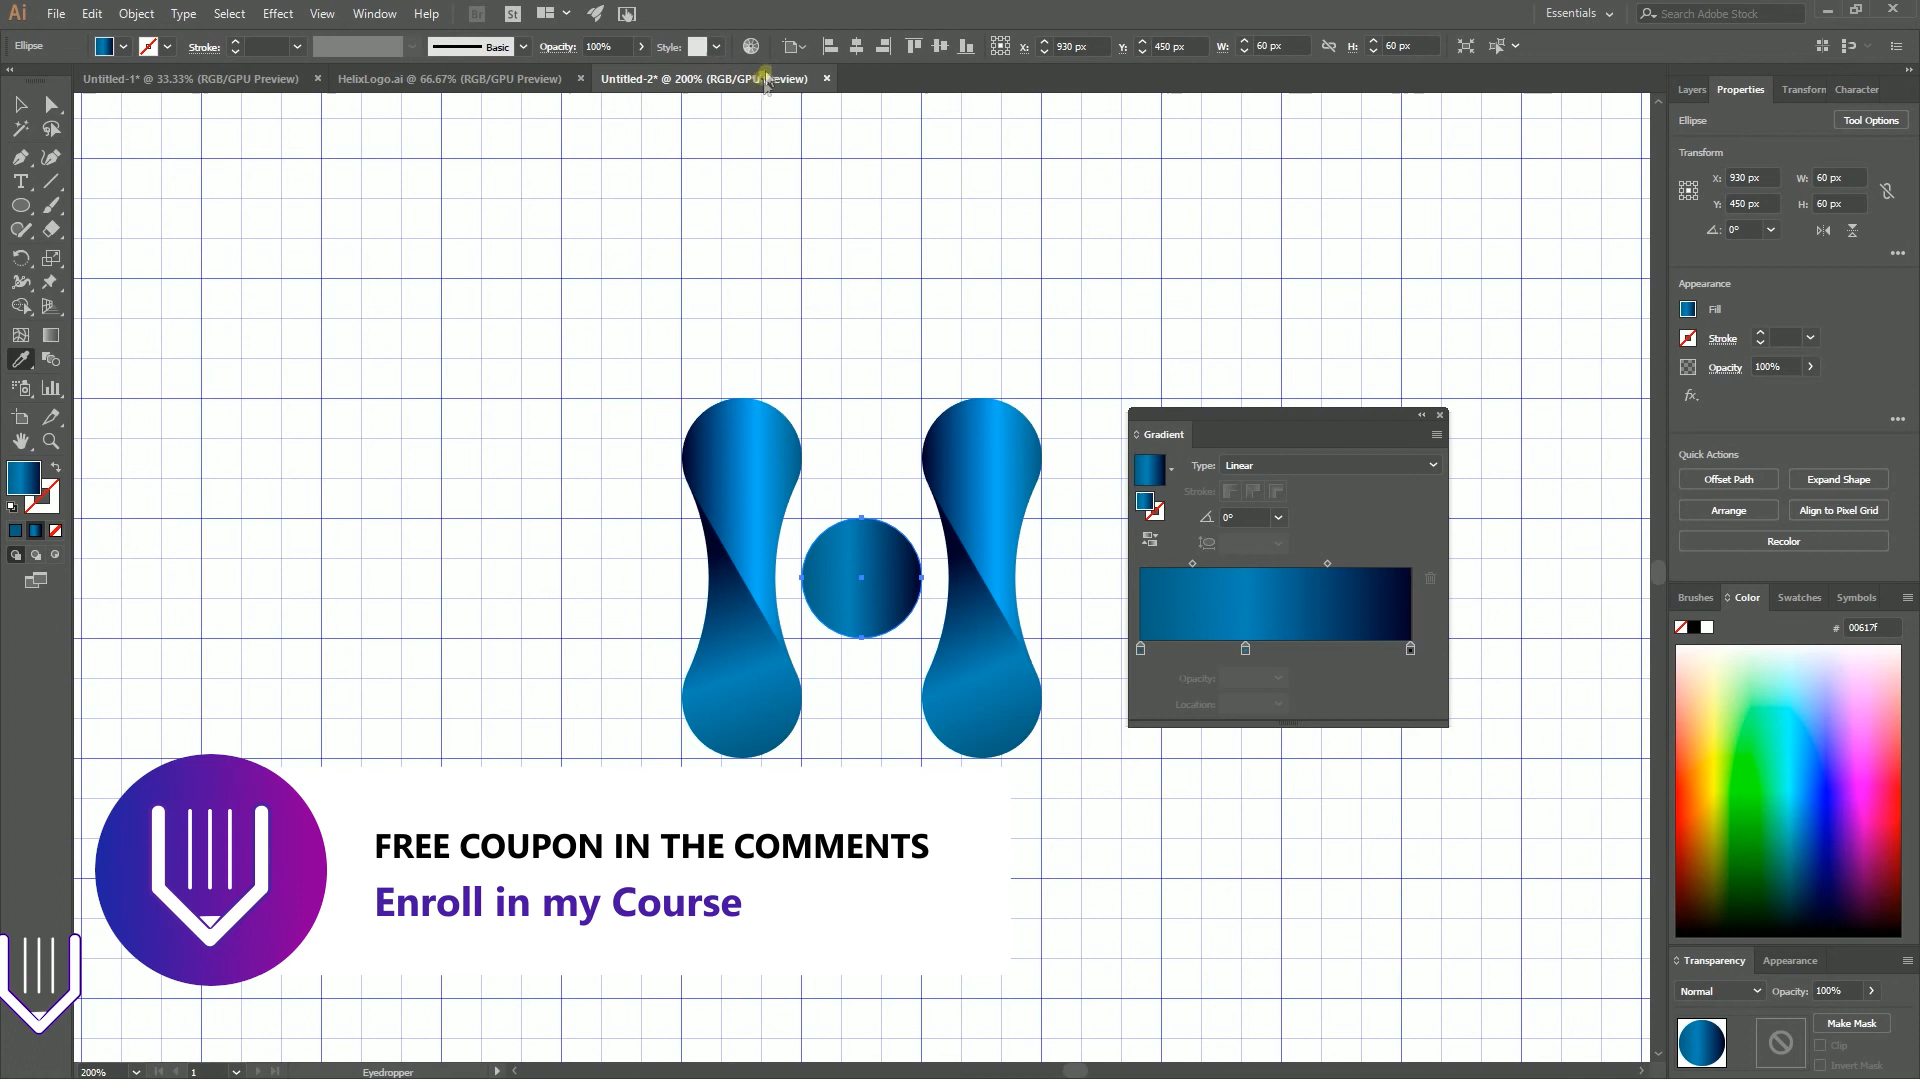 Ai File Edit Object Type Select Effect View Window Help Br St Essentials Search Adobe Stock
Ellipse Stroke: Basic Opacity: 100% Style: X: 930 px Y: 450 px W: 60 px H: 60 px
Untitled-1* @ 33.33% (RGB/GPU Preview) × HelixLogo.ai @ 66.67% (RGB/GPU Preview) × Untitled-2* @ 200% (RGB/GPU Preview) ×
Layers Properties Transform Character
Ellipse Tool Options
Transform
X: 930 px W: 60 px
Y: 450 px H: 60 px
0°
Appearance
Fill
Stroke
Opacity 100%
fx.
Quick Actions
Offset Path Expand Shape
Arrange Align to Pixel Grid
Recolor
Gradient
Type: Linear
Stroke:
0°
Opacity:
Location:
Brushes Color Swatches Symbols
# 00617f
FREE COUPON IN THE COMMENTS
Enroll in my Course
Transparency Appearance
Normal Opacity: 100%
Make Mask
Clip
Invert Mask
200% 1 Eyedropper